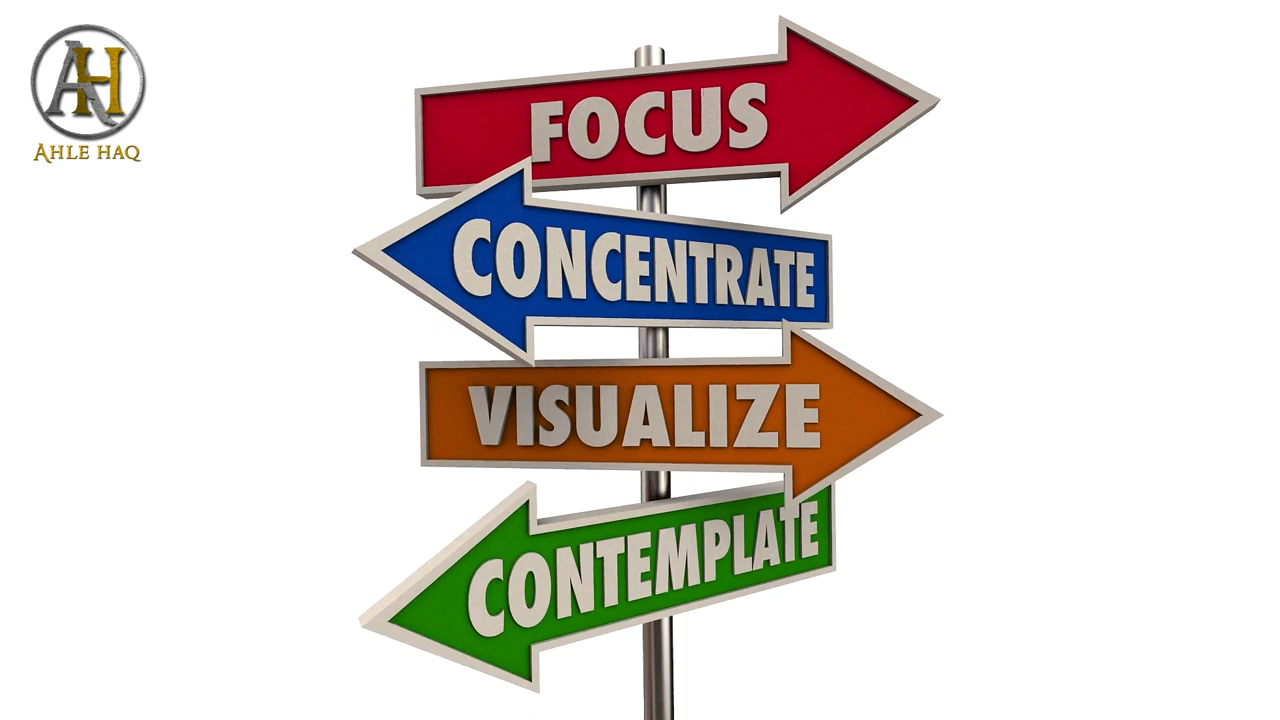 AH
AHLE HAQ
FOCUS
CONCENTRATE
VISUALIZE
CONTEMPLATE